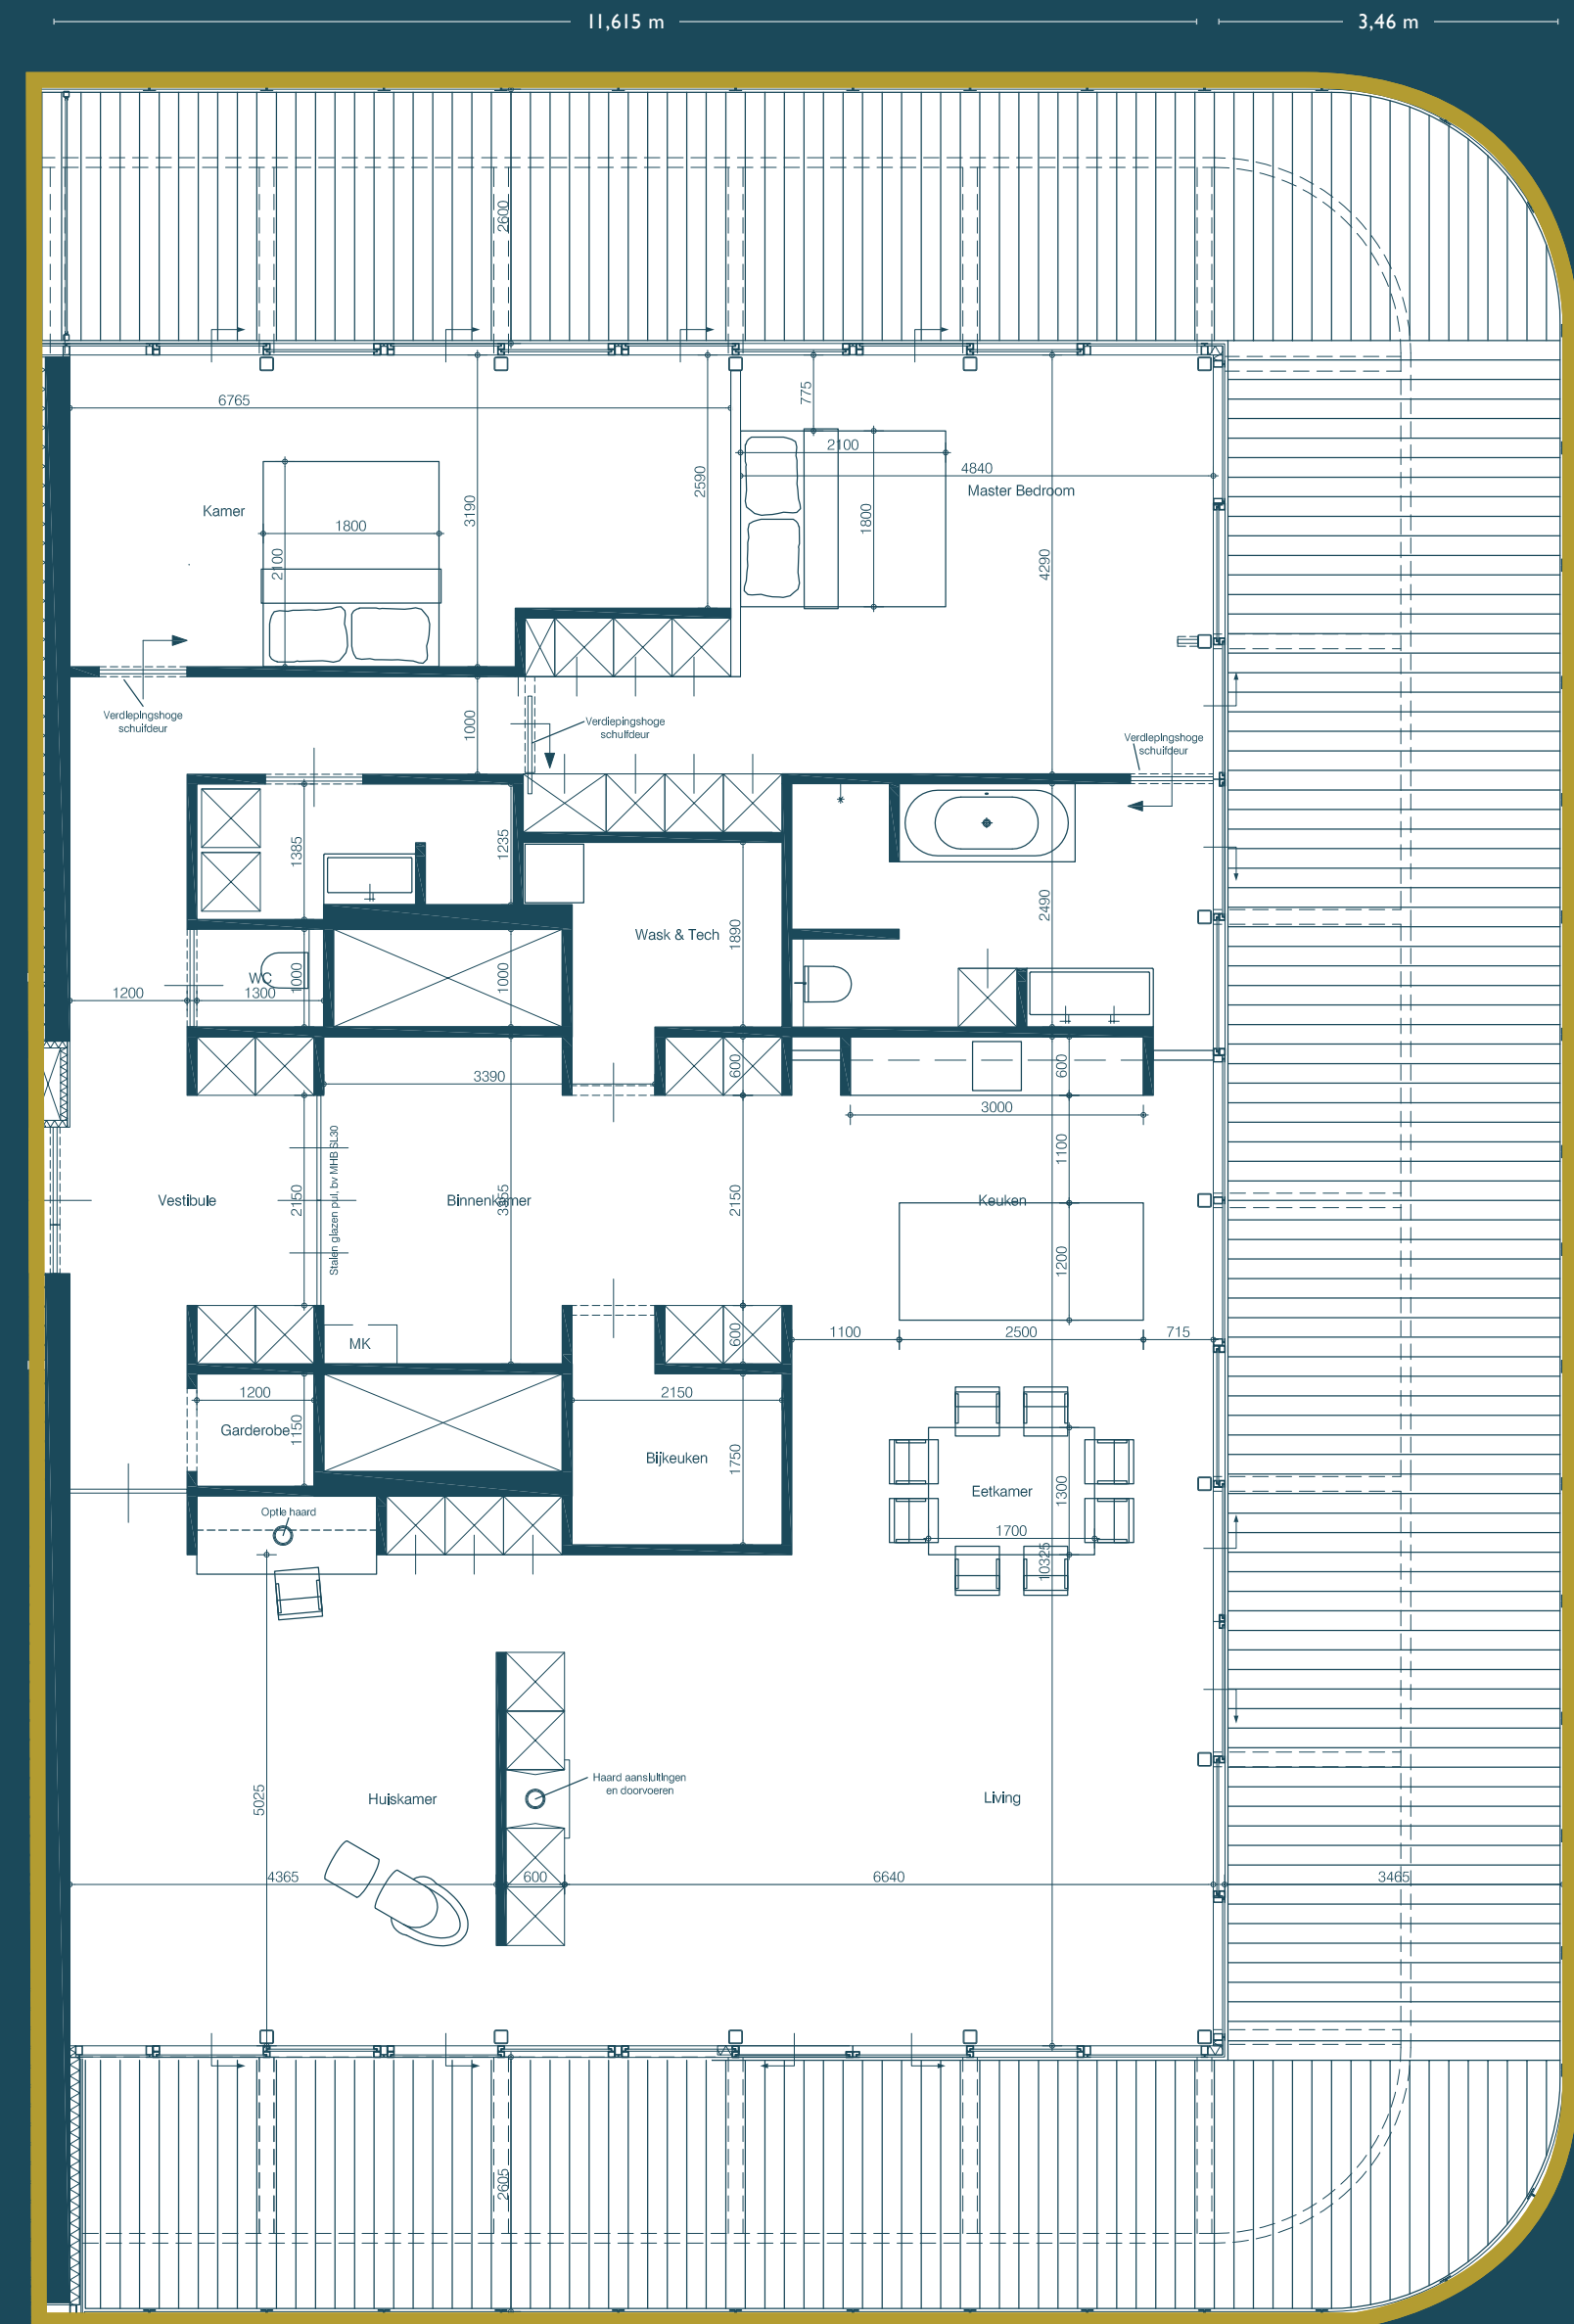 11,615 m
3,46 m
2600
6765
775
2100
4840
Master Bedroom
2590
3190
Kamer
1800
2100
1800
4290
Verdiepingshoge
schuifdeur
1000
Verdiepingshoge
schuifdeur
Verdiepingshoge
schuifdeur
1385
1235
1890
2490
Wask & Tech
WC
1000
1000
1200
1300
3390
600
600
3000
1100
Stalen glazen pui, bv MHB SL30
Vestibule
2150
Binnenkamer
3355
2150
Keuken
1200
MK
600
1100
2500
715
1200
2150
Garderobe
1150
Bijkeuken
1750
Eetkamer
1300
Optie haard
1700
10325
Haard aansluitingen
en doorvoeren
5025
Huiskamer
Living
4365
600
6640
3465
2605